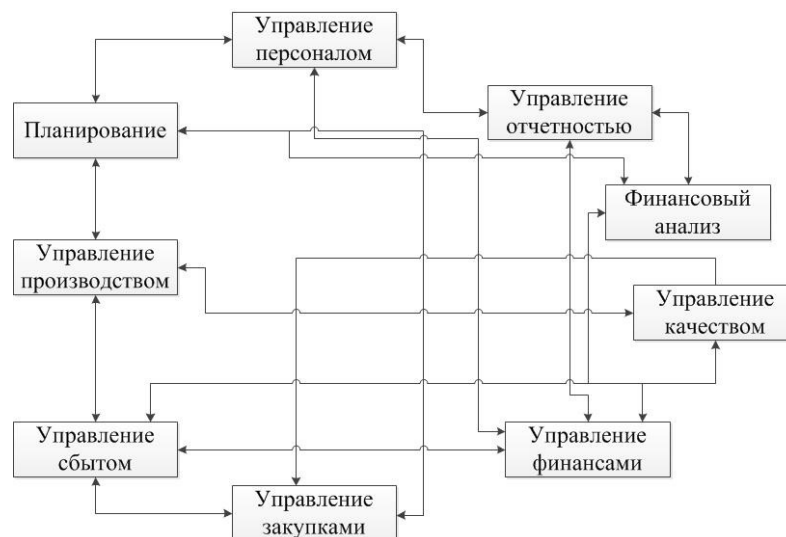 Управление
персоналом
Управление
отчетностью
Планирование
Финансовый
анализ
Управление
производством
Управление
качеством
Управление
сбытом
Управление
финансами
Управление
закупками